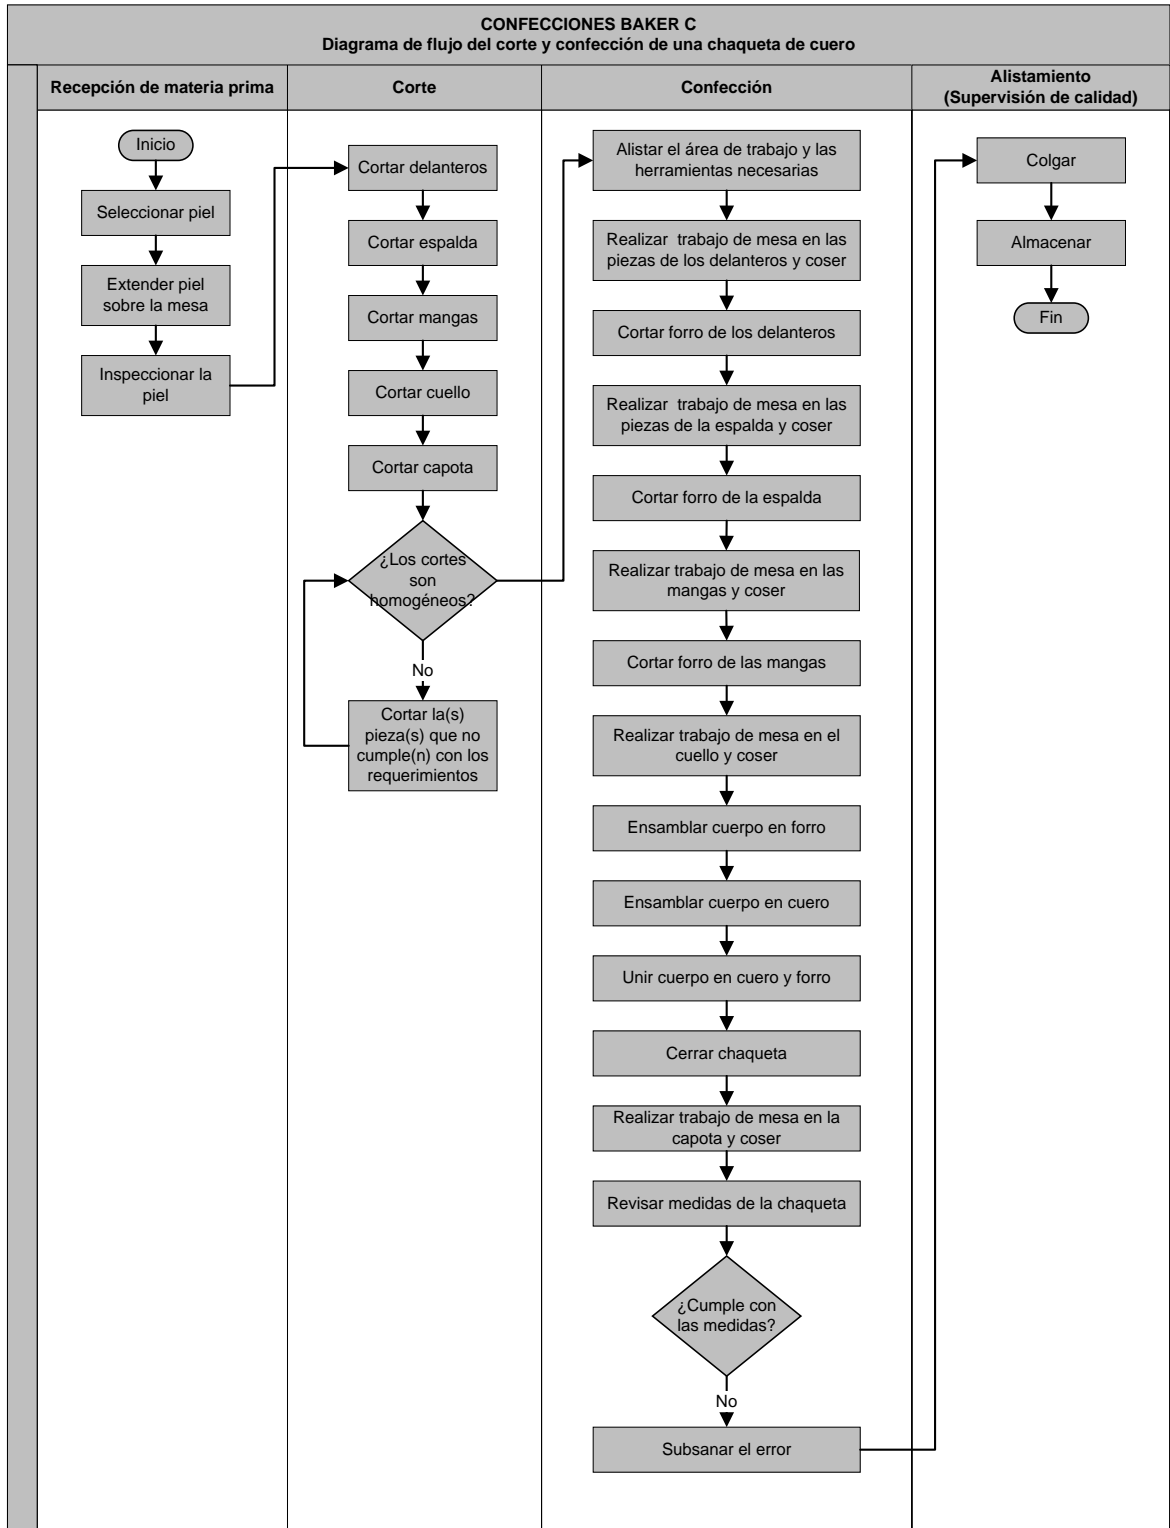 CONFECCIONES BAKER C
Diagrama de flujo del corte y confección de una chaqueta de cuero
Recepción de materia prima
Corte
Confección
Alistamiento
(Supervisión de calidad)
Inicio
Seleccionar piel
Extender piel
sobre la mesa
Inspeccionar la
piel
Cortar delanteros
Cortar espalda
Cortar mangas
Cortar cuello
Cortar capota
¿Los cortes
son
homogéneos?
No
Cortar la(s)
pieza(s) que no
cumple(n) con los
requerimientos
Alistar el área de trabajo y las
herramientas necesarias
Realizar trabajo de mesa en las
piezas de los delanteros y coser
Cortar forro de los delanteros
Realizar trabajo de mesa en las
piezas de la espalda y coser
Cortar forro de la espalda
Realizar trabajo de mesa en las
mangas y coser
Cortar forro de las mangas
Realizar trabajo de mesa en el
cuello y coser
Ensamblar cuerpo en forro
Ensamblar cuerpo en cuero
Unir cuerpo en cuero y forro
Cerrar chaqueta
Realizar trabajo de mesa en la
capota y coser
Revisar medidas de la chaqueta
¿Cumple con
las medidas?
No
Subsanar el error
Colgar
Almacenar
Fin